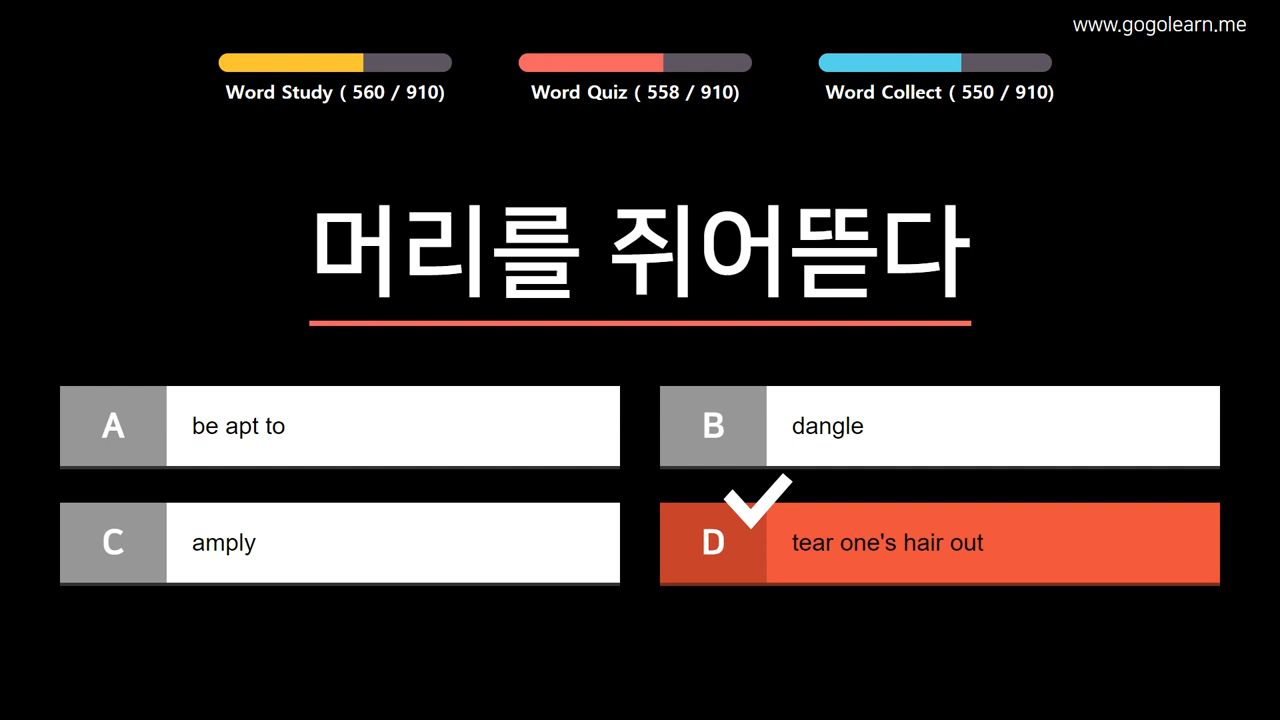 www.gogolearn.me
Word Study ( 560 / 910)
Word Quiz ( 558 / 910)
Word Collect ( 550 / 910)
머리를 쥐어뜯다
A be apt to
B dangle
C amply
D tear one's hair out